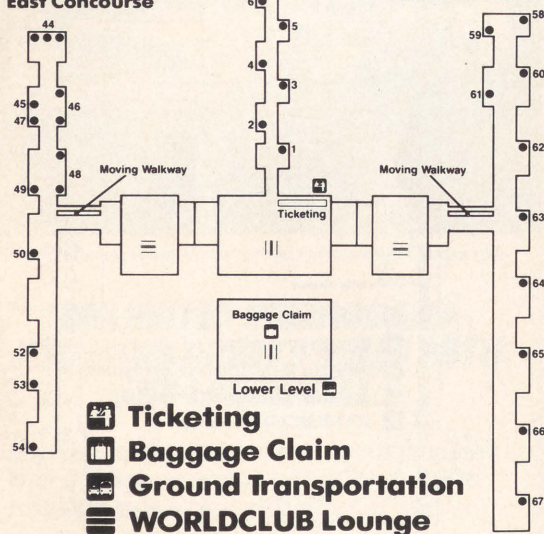 East Concourse
44
6
5
58
59
60
4
3
61
45
46
47
2
1
62
Moving Walkway
Moving Walkway
48
49
Ticketing
63
50
64
Baggage Claim
52
65
53
Lower Level
54
66
67
Ticketing
Baggage Claim
Ground Transportation
WORLDCLUB Lounge